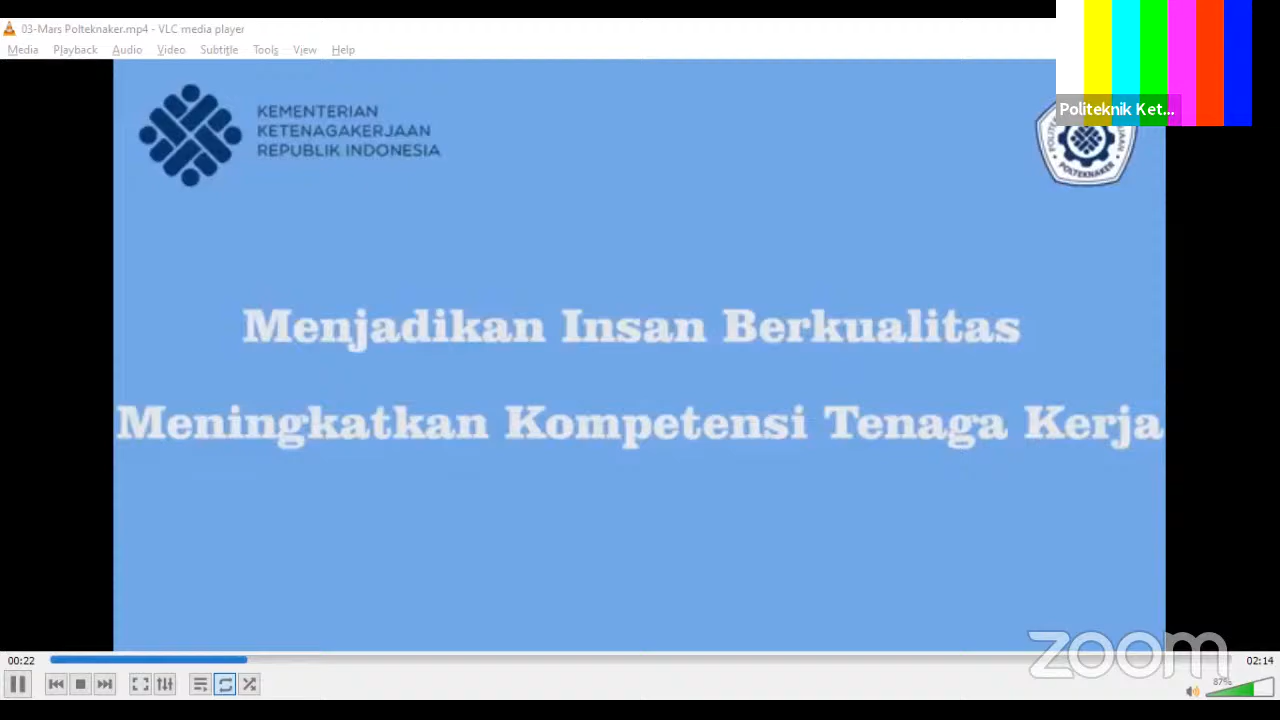 03-Mars Polteknaker.mp4 - VLC media player
Media Playback Audio Video Subtitle Tools View Help
Politeknik Ket...
KEMENTERIAN
KETENAGAKERJAAN
REPUBLIK INDONESIA
POLTEKNAKER
Menjadikan Insan Berkualitas
Meningkatkan Kompetensi Tenaga Kerja
zoom
00:22
02:14
87%